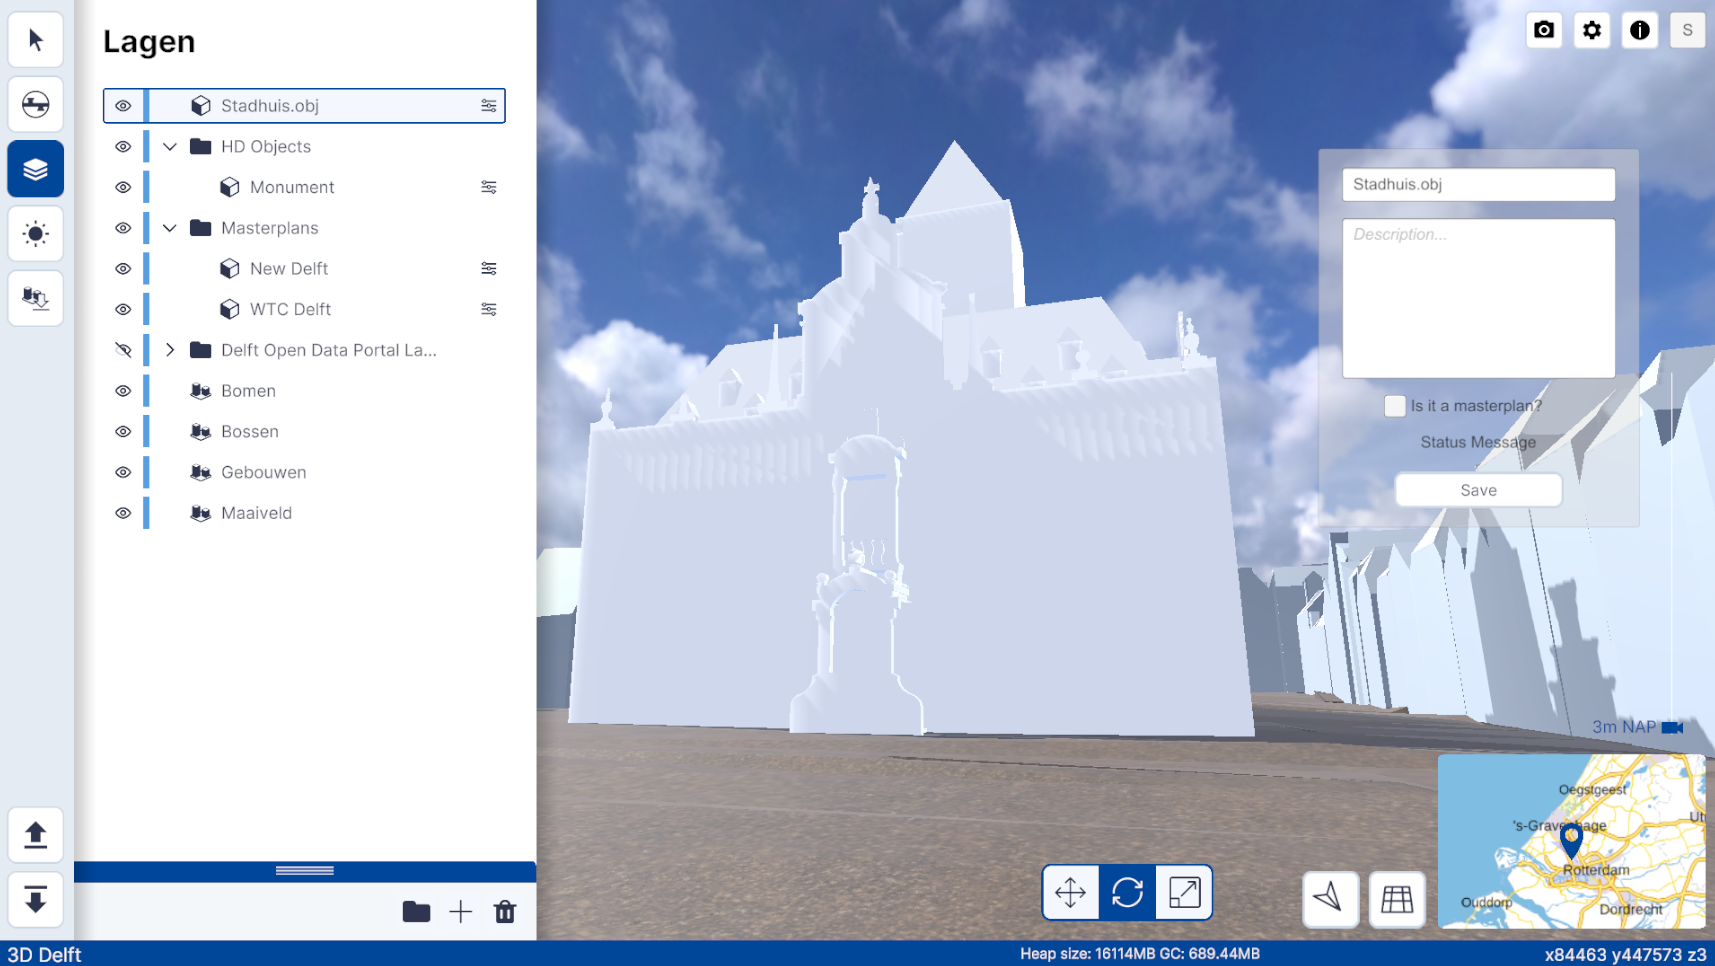 Lagen
Stadhuis.obj
HD Objects
Monument
Masterplans
New Delft
WTC Delft
Delft Open Data Portal La...
Bomen
Bossen
Gebouwen
Maaiveld
S
Stadhuis.obj
Description...
Is it a masterplan?
Status Message
Save
3m NAP
Oegstgeest
Ut
's-Gravenhage
Rotterdam
Ouddorp
Dordrecht
3D Delft
Heap size: 16114MB GC: 689.44MB
x84463 y447573 z3